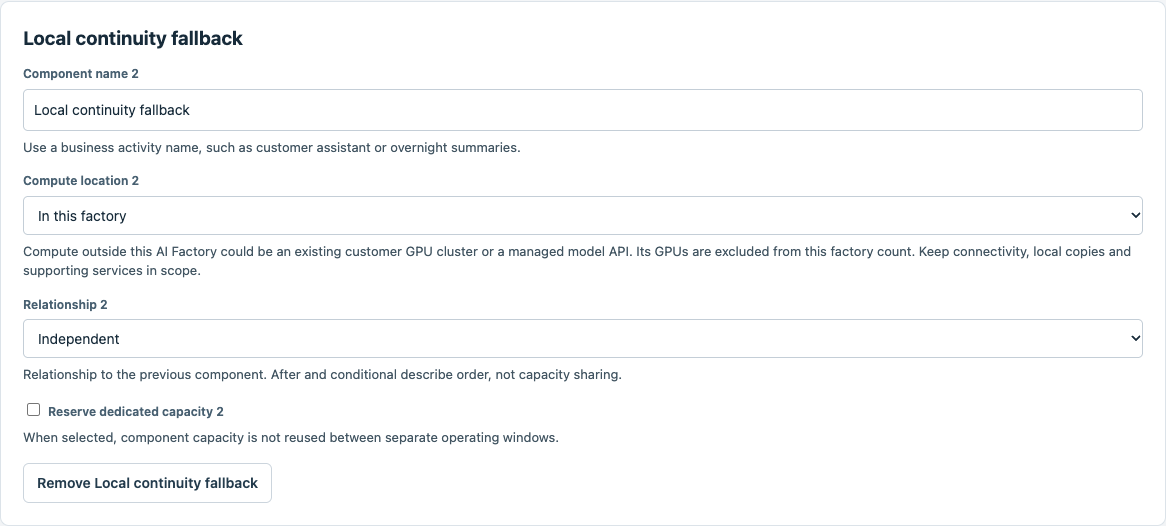 Local continuity fallback
Component name 2
Local continuity fallback
Use a business activity name, such as customer assistant or overnight summaries.
Compute location 2
In this factory
Compute outside this AI Factory could be an existing customer GPU cluster or a managed model API. Its GPUs are excluded from this factory count. Keep connectivity, local copies and
supporting services in scope.
Relationship 2
Independent
Relationship to the previous component. After and conditional describe order, not capacity sharing.
Reserve dedicated capacity 2
When selected, component capacity is not reused between separate operating windows.
Remove Local continuity fallback